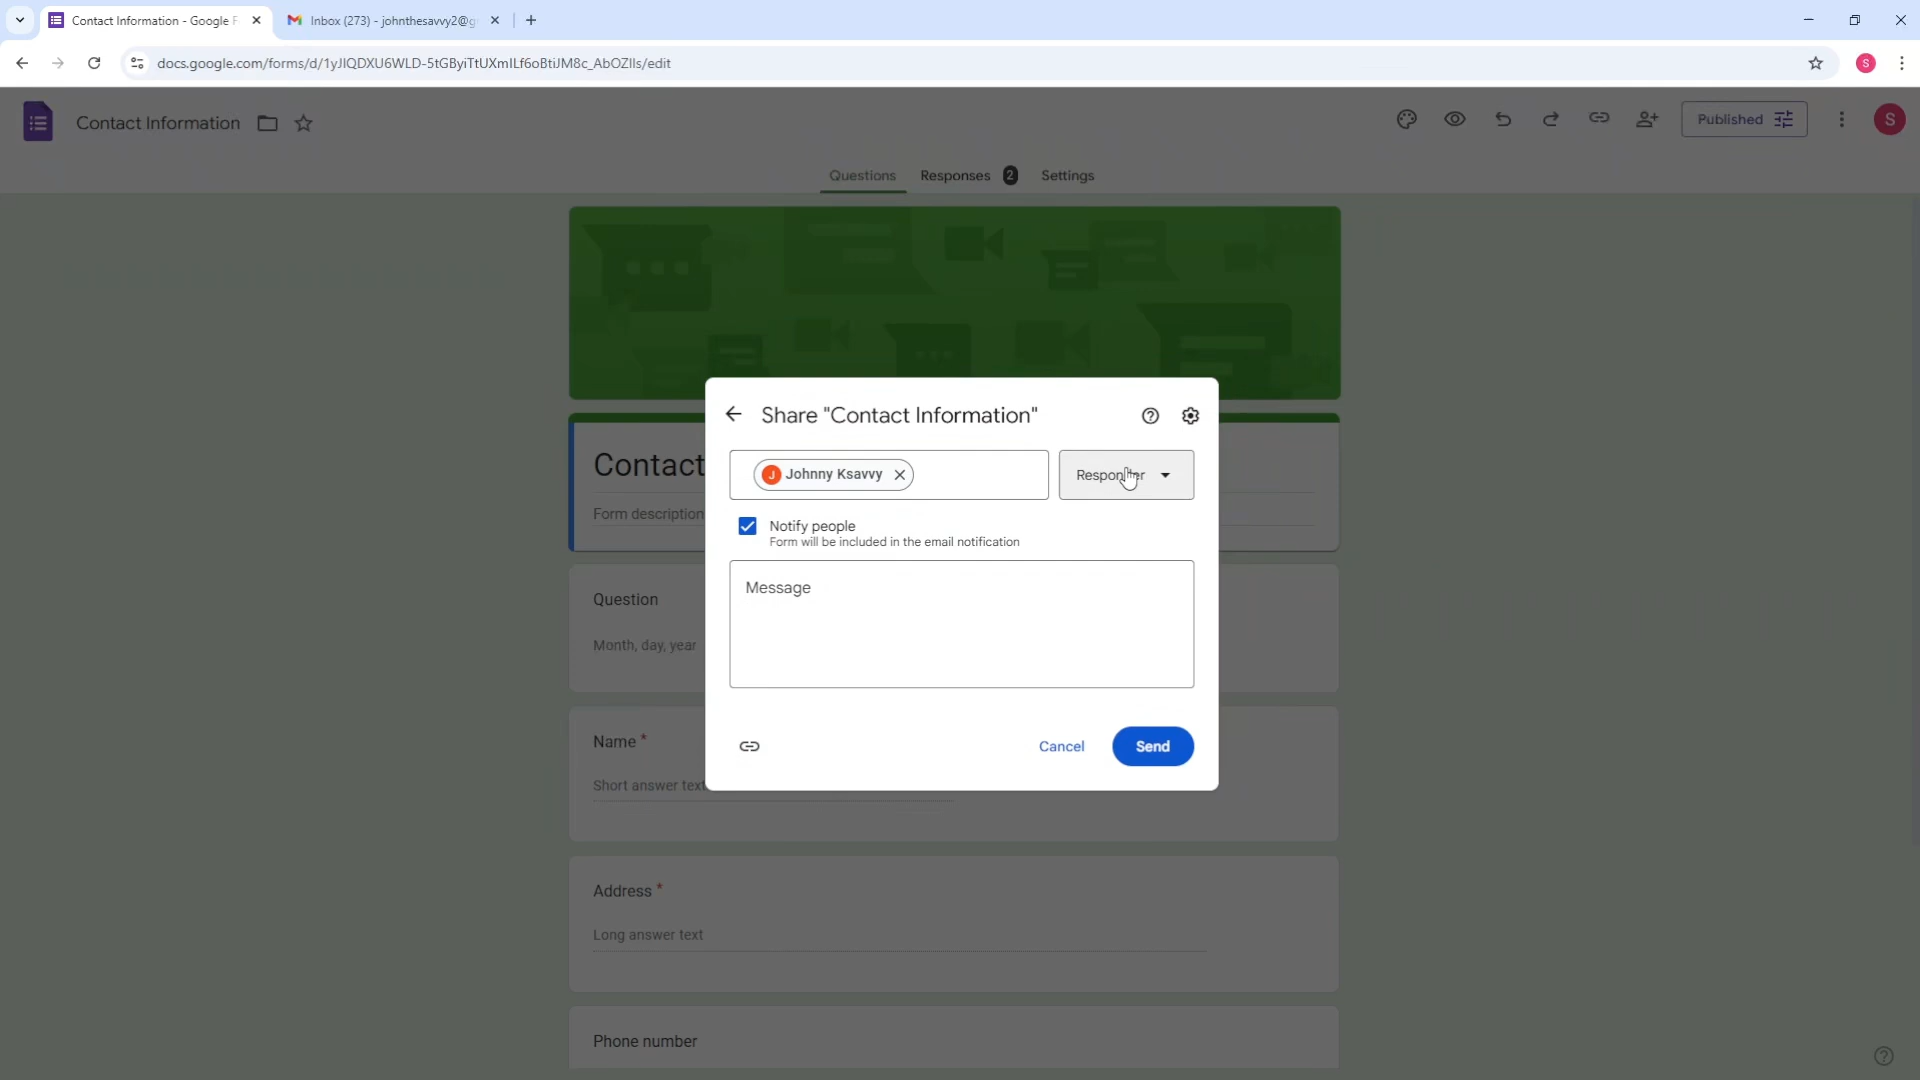 Contact Information - Google F
Inbox (273) - johnthesavvy2@g
docs.google.com/forms/d/1yJIQDXU6WLD-5tGByiTtUXmILf6oBtiJM8c_AbOZIIs/edit
S
Contact Information
Published
S
Questions
Responses 2
Settings
Share "Contact Information"
J Johnny Ksavvy
Responder
Contact
Form description
Notify people
Form will be included in the email notification
Message
Question
Month, day, year
Name *
Short answer text
Cancel
Send
Address *
Long answer text
Phone number